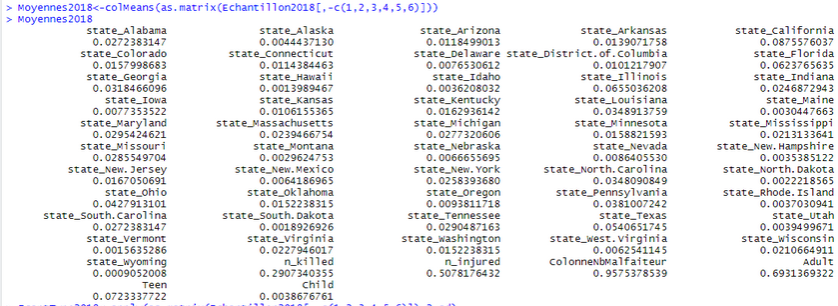 > Moyennes2018<-colMeans(as.matrix(Echantillon2018[,-c(1,2,3,4,5,6)]))
> Moyennes2018
state_Alabama state_Alaska state_Arizona state_Arkansas state_California
0.0272383147 0.0044437130 0.0118499013 0.0139071758 0.0875576037
state_Colorado state_Connecticut state_Delaware state_District.of.Columbia state_Florida
0.0157998683 0.0114384463 0.0076530612 0.0101217907 0.0623765635
state_Georgia state_Hawaii state_Idaho state_Illinois state_Indiana
0.0318466096 0.0013989467 0.0036208032 0.0655036208 0.0246872943
state_Iowa state_Kansas state_Kentucky state_Louisiana state_Maine
0.0077353522 0.0106155365 0.0162936142 0.0348913759 0.0030447663
state_Maryland state_Massachusetts state_Michigan state_Minnesota state_Mississippi
0.0295424621 0.0239466754 0.0277320606 0.0158821593 0.0213133641
state_Missouri state_Montana state_Nebraska state_Nevada state_New.Hampshire
0.0285549704 0.0029624753 0.0066655695 0.0086405530 0.0035385122
state_New.Jersey state_New.Mexico state_New.York state_North.Carolina state_North.Dakota
0.0167050691 0.0064186965 0.0258393680 0.0348090849 0.0022218565
state_Ohio state_Oklahoma state_Oregon state_Pennsylvania state_Rhode.Island
0.0427913101 0.0152238315 0.0093811718 0.0381007242 0.0037030941
state_South.Carolina state_South.Dakota state_Tennessee state_Texas state_Utah
0.0272383147 0.0018926926 0.0290487163 0.0540651745 0.0039499671
state_Vermont state_Virginia state_Washington state_West.Virginia state_Wisconsin
0.0015635286 0.0227946017 0.0152238315 0.0062541145 0.0210664911
state_Wyoming n_killed n_injured ColonneNbMalfaiteur Adult
0.0009052008 0.2907340355 0.5078176432 0.9575378539 0.6931369322
Teen Child
0.0723337722 0.0038676761